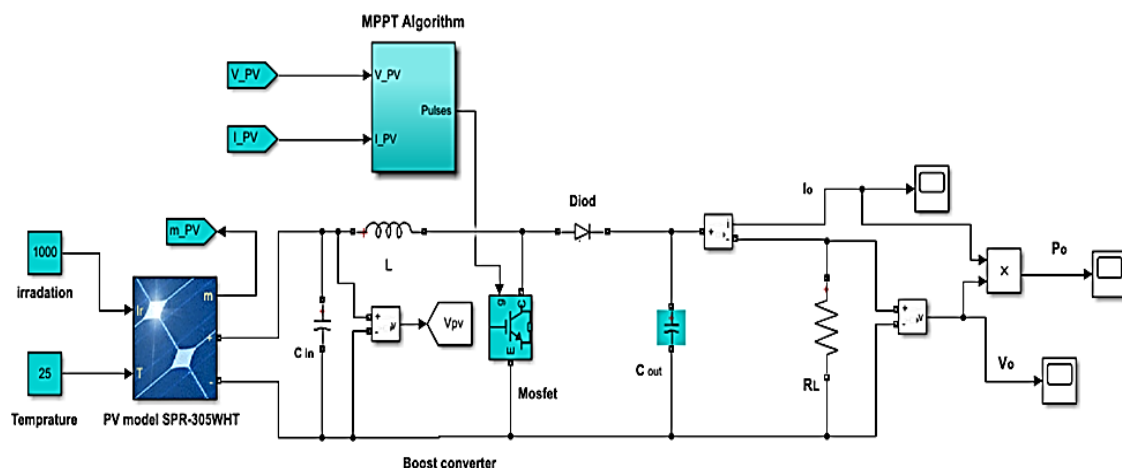 MPPT Algorithm
V_PV
V_PV
Pulses
I_PV
I_PV
m_PV
1000
irradation
Ir
m
+
T
-
25
Temprature
PV model SPR-305WHT
L
C in
+
-
v
Vpv
g
C
E
Mosfet
Diod
C out
+
i
-
Io
RL
+
-
v
X
Po
Vo
Boost converter